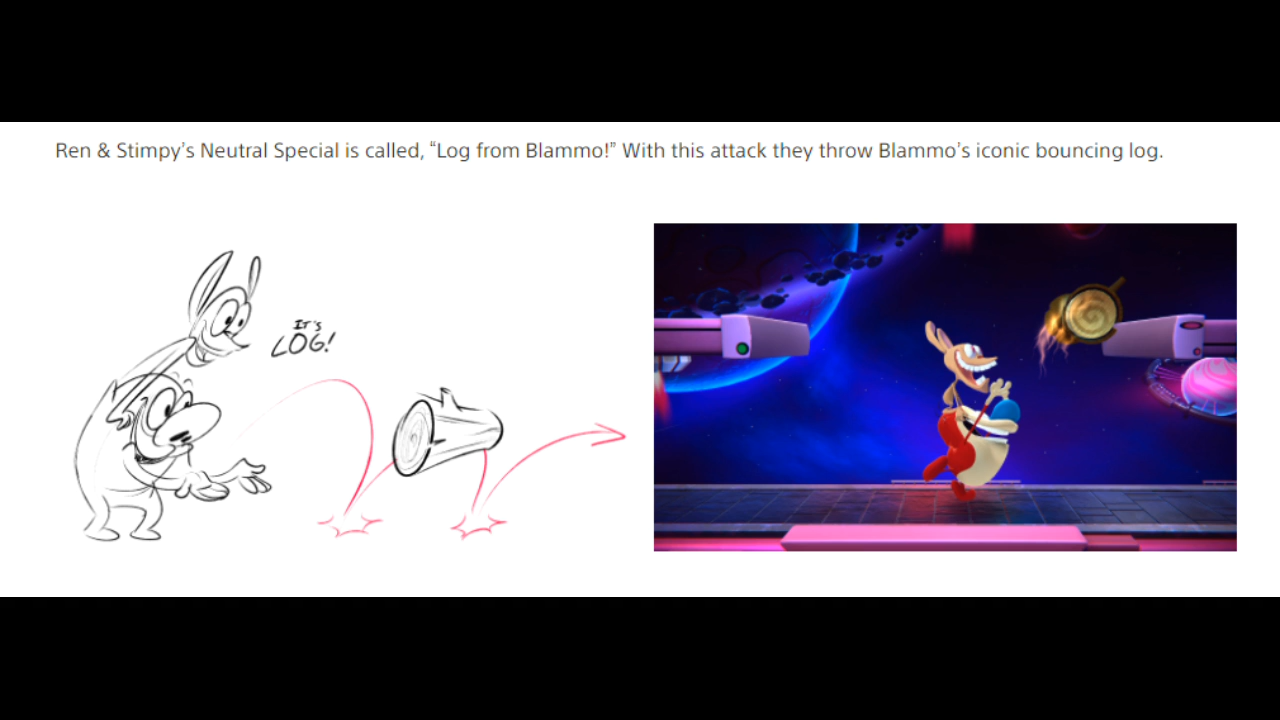 Ren & Stimpy’s Neutral Special is called, “Log from Blammo!” With this attack they throw Blammo’s iconic bouncing log.
IT'S
LOG!